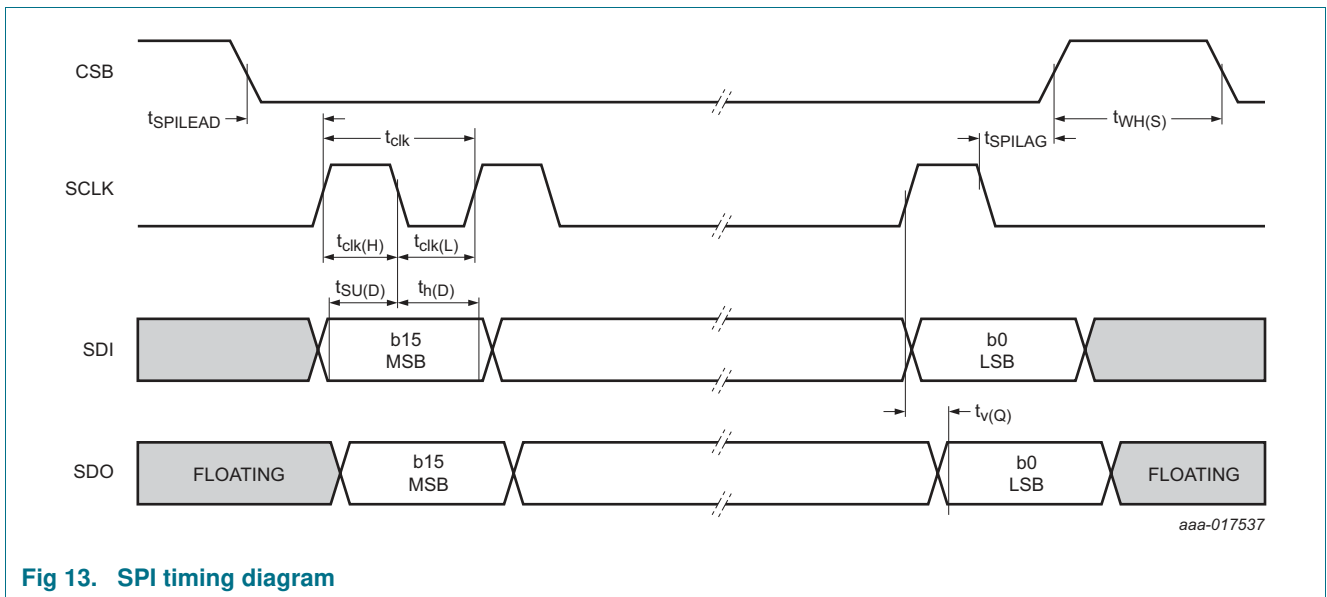 CSB
tSPILEAD
tclk
tSPILAG
tWH(S)
SCLK
tclk(H)
tclk(L)
tSU(D)
th(D)
SDI
b15
MSB
b0
LSB
tv(Q)
SDO
FLOATING
b15
MSB
b0
LSB
FLOATING
aaa-017537
Fig 13. SPI timing diagram